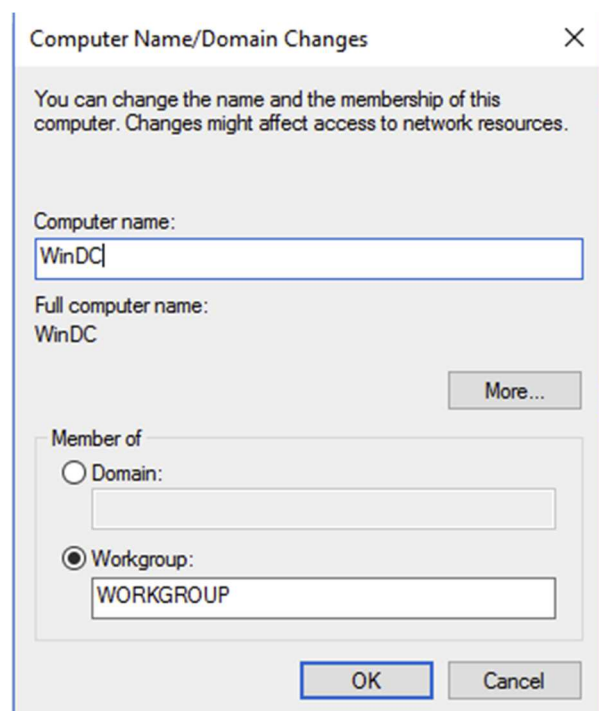 Computer Name/Domain Changes
You can change the name and the membership of this
computer. Changes might affect access to network resources.
Computer name:
WinDC
Full computer name:
WinDC
More...
Member of
Domain:
Workgroup:
WORKGROUP
OK
Cancel